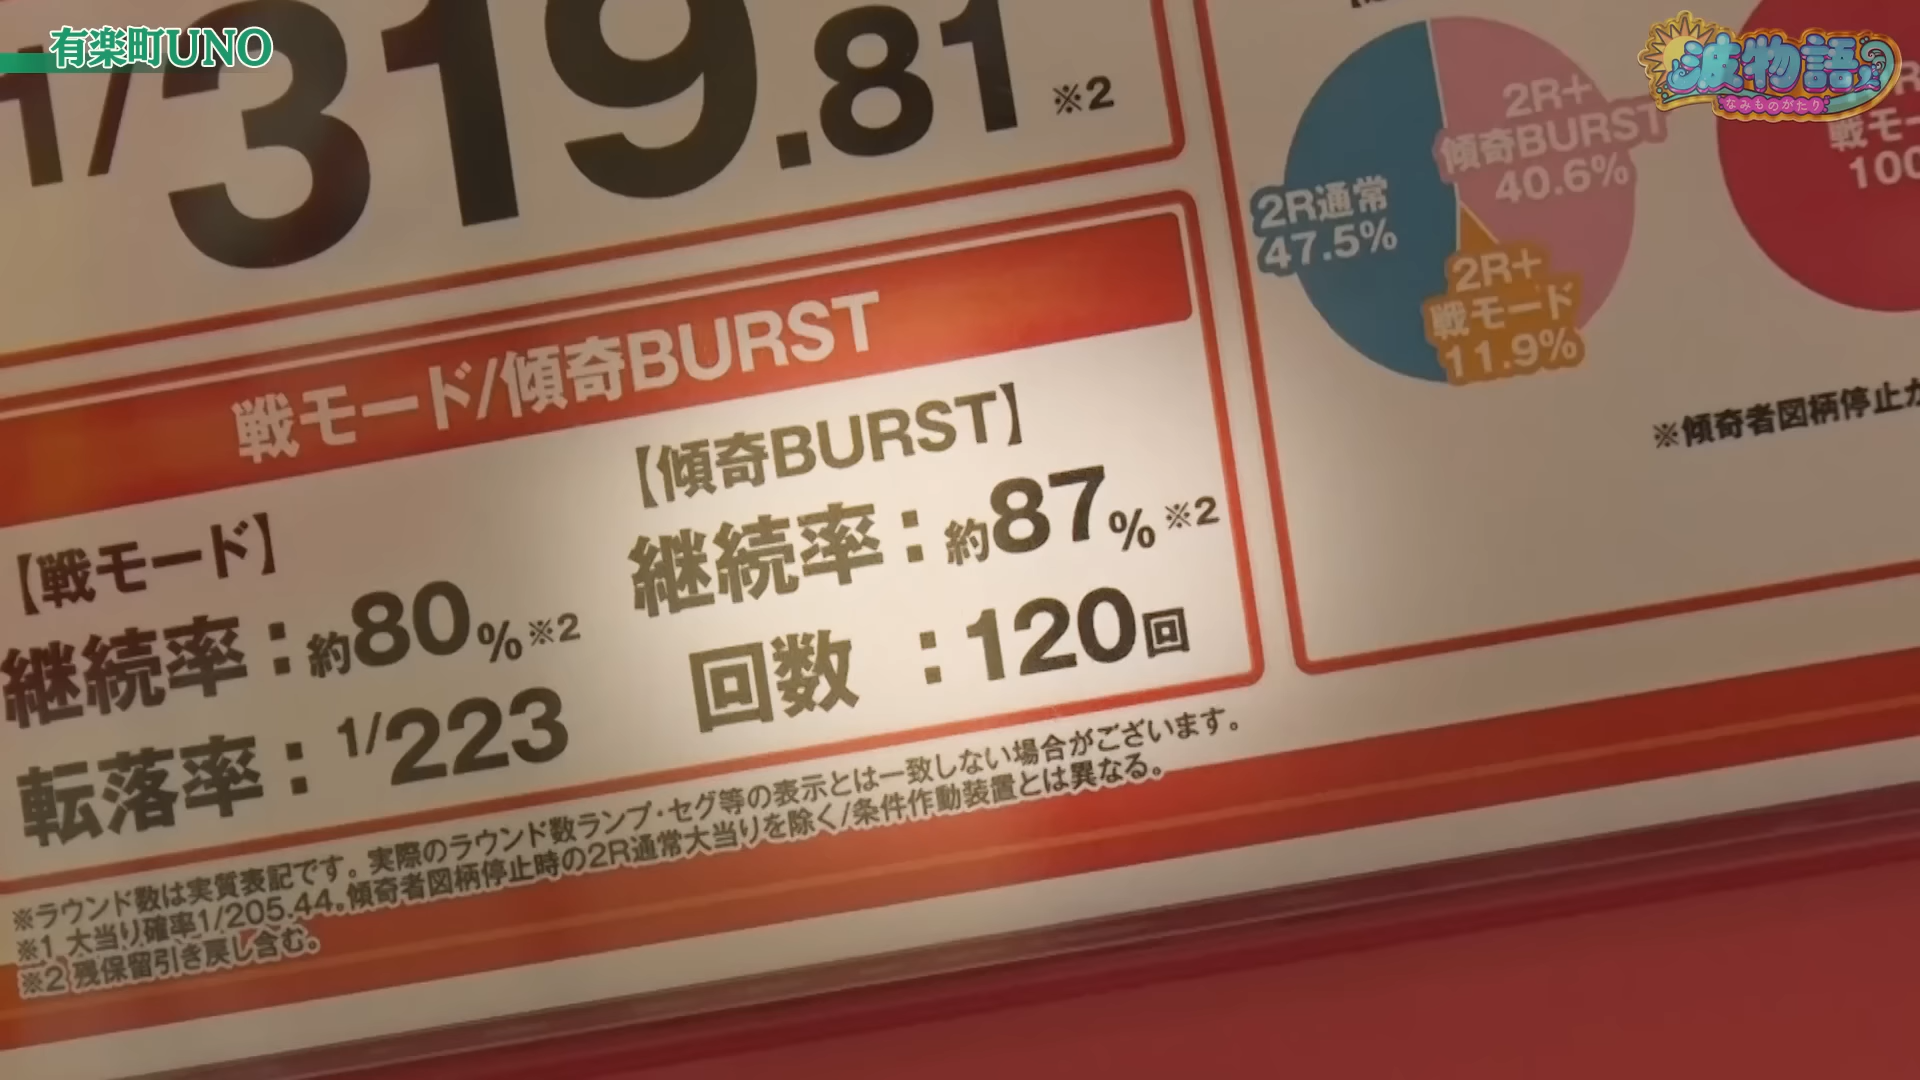 有楽町UNO
波物語
なみものがたり
1/319.81 ※2
戦モード/傾奇BURST
【戦モード】
継続率：約80%※2
転落率：1/223
【傾奇BURST】
継続率：約87%※2
回数：120回
※ラウンド数は実質表記です。実際のラウンド数ランプ・セグ等の表示とは一致しない場合がございます。
※1 大当り確率1/205.44。傾奇者図柄停止時の2R通常大当りを除く/条件作動装置とは異なる。
※2 残保留引き戻し含む。
2R通常
47.5%
2R+
傾奇BURST
40.6%
2R+
戦モード
11.9%
戦モー
100
※傾奇者図柄停止